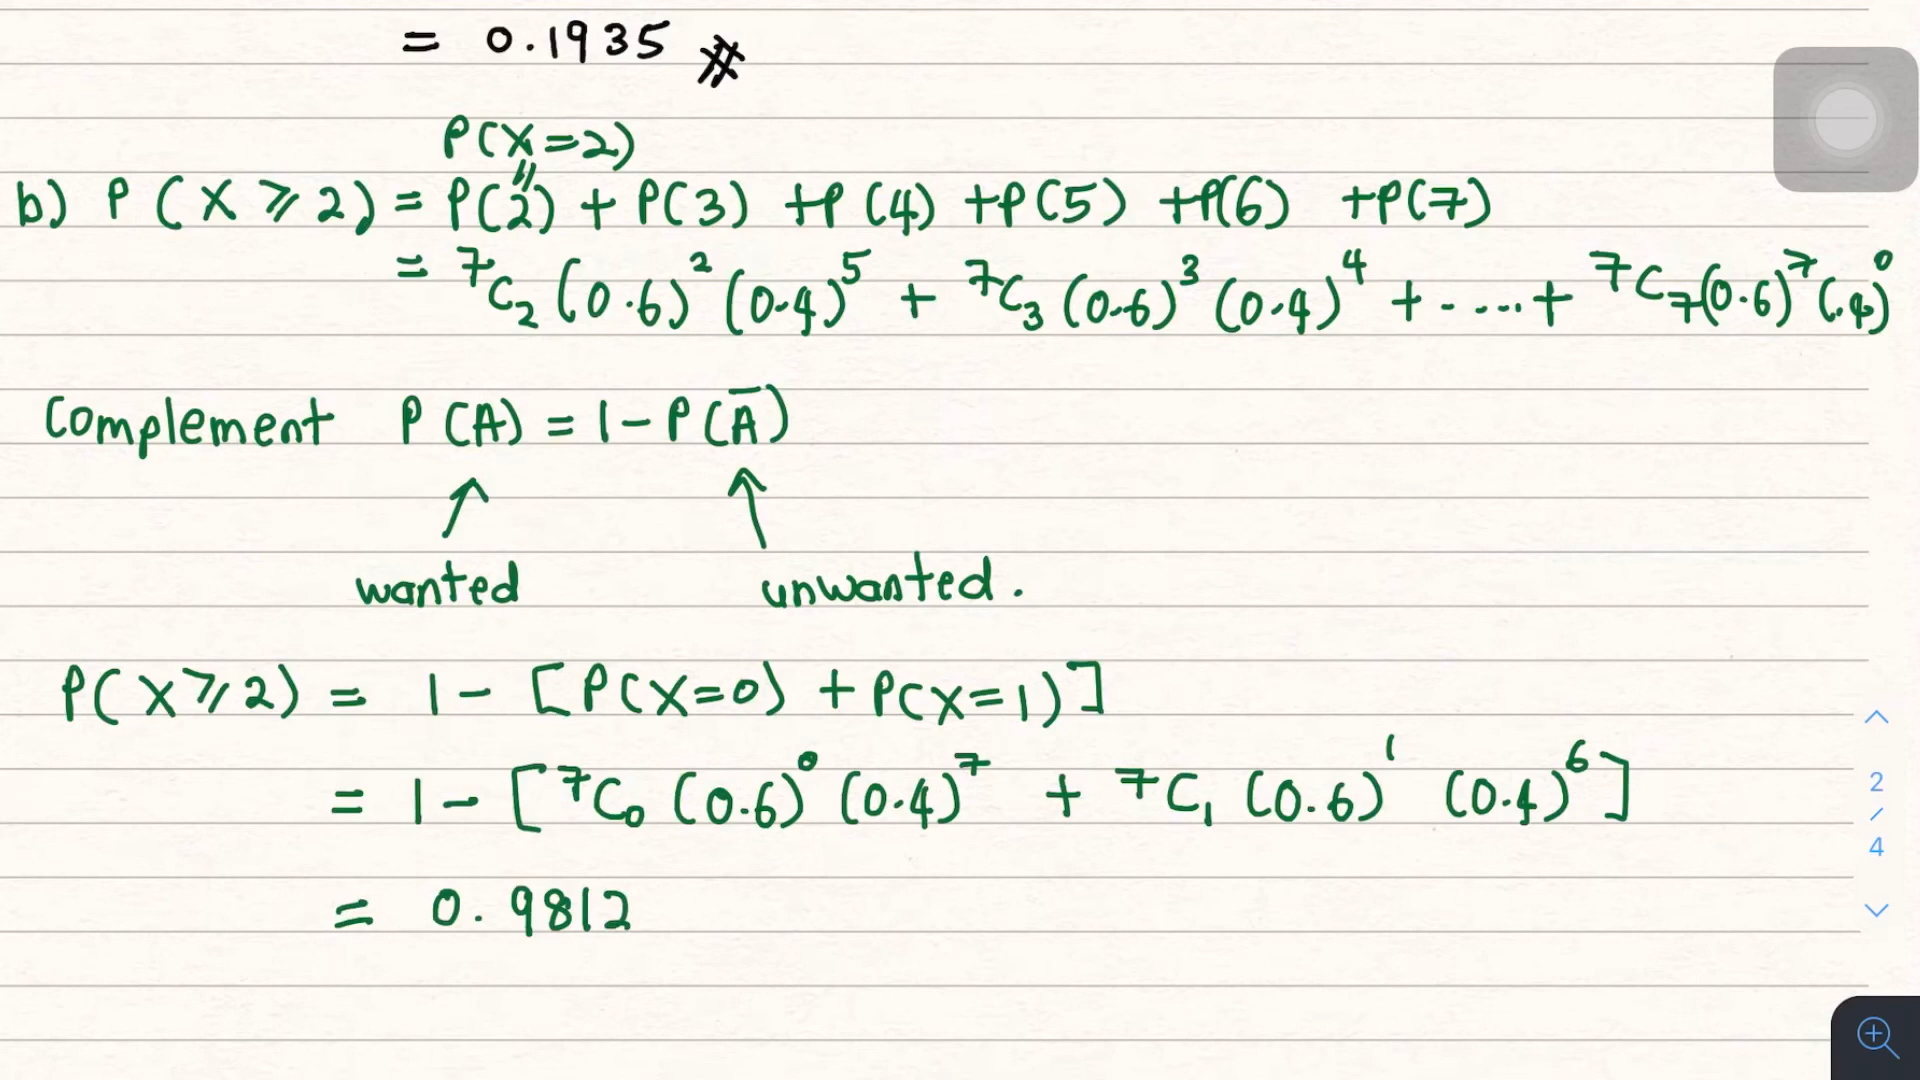 = 0.1935 #
P(X=2)
b) P(X ≥ 2) = P(2) + P(3) + P(4) + P(5) + P(6) + P(7)
= ⁷C₂ (0.6)² (0.4)⁵ + ⁷C₃ (0.6)³ (0.4)⁴ + ..... + ⁷C₇(0.6)⁷(.4)⁰
Complement P(A) = 1 - P(Ā)
wanted unwanted.
P(X ≥ 2) = 1 - [P(X=0) + P(X=1)]
= 1 - [⁷C₀ (0.6)⁰ (0.4)⁷ + ⁷C₁ (0.6)¹ (0.4)⁶]
= 0.9812
2
/
4